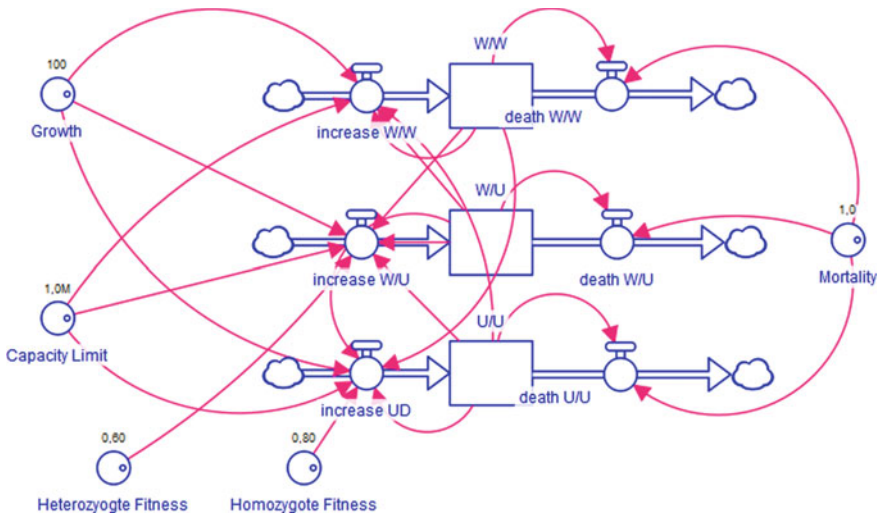 W/W
100
Growth
increase W/W
death W/W
W/U
1,0
increase W/U
death W/U
Mortality
1,0M
Capacity Limit
U/U
increase UD
death U/U
0,60
0,80
Heterozyogte Fitness
Homozygote Fitness